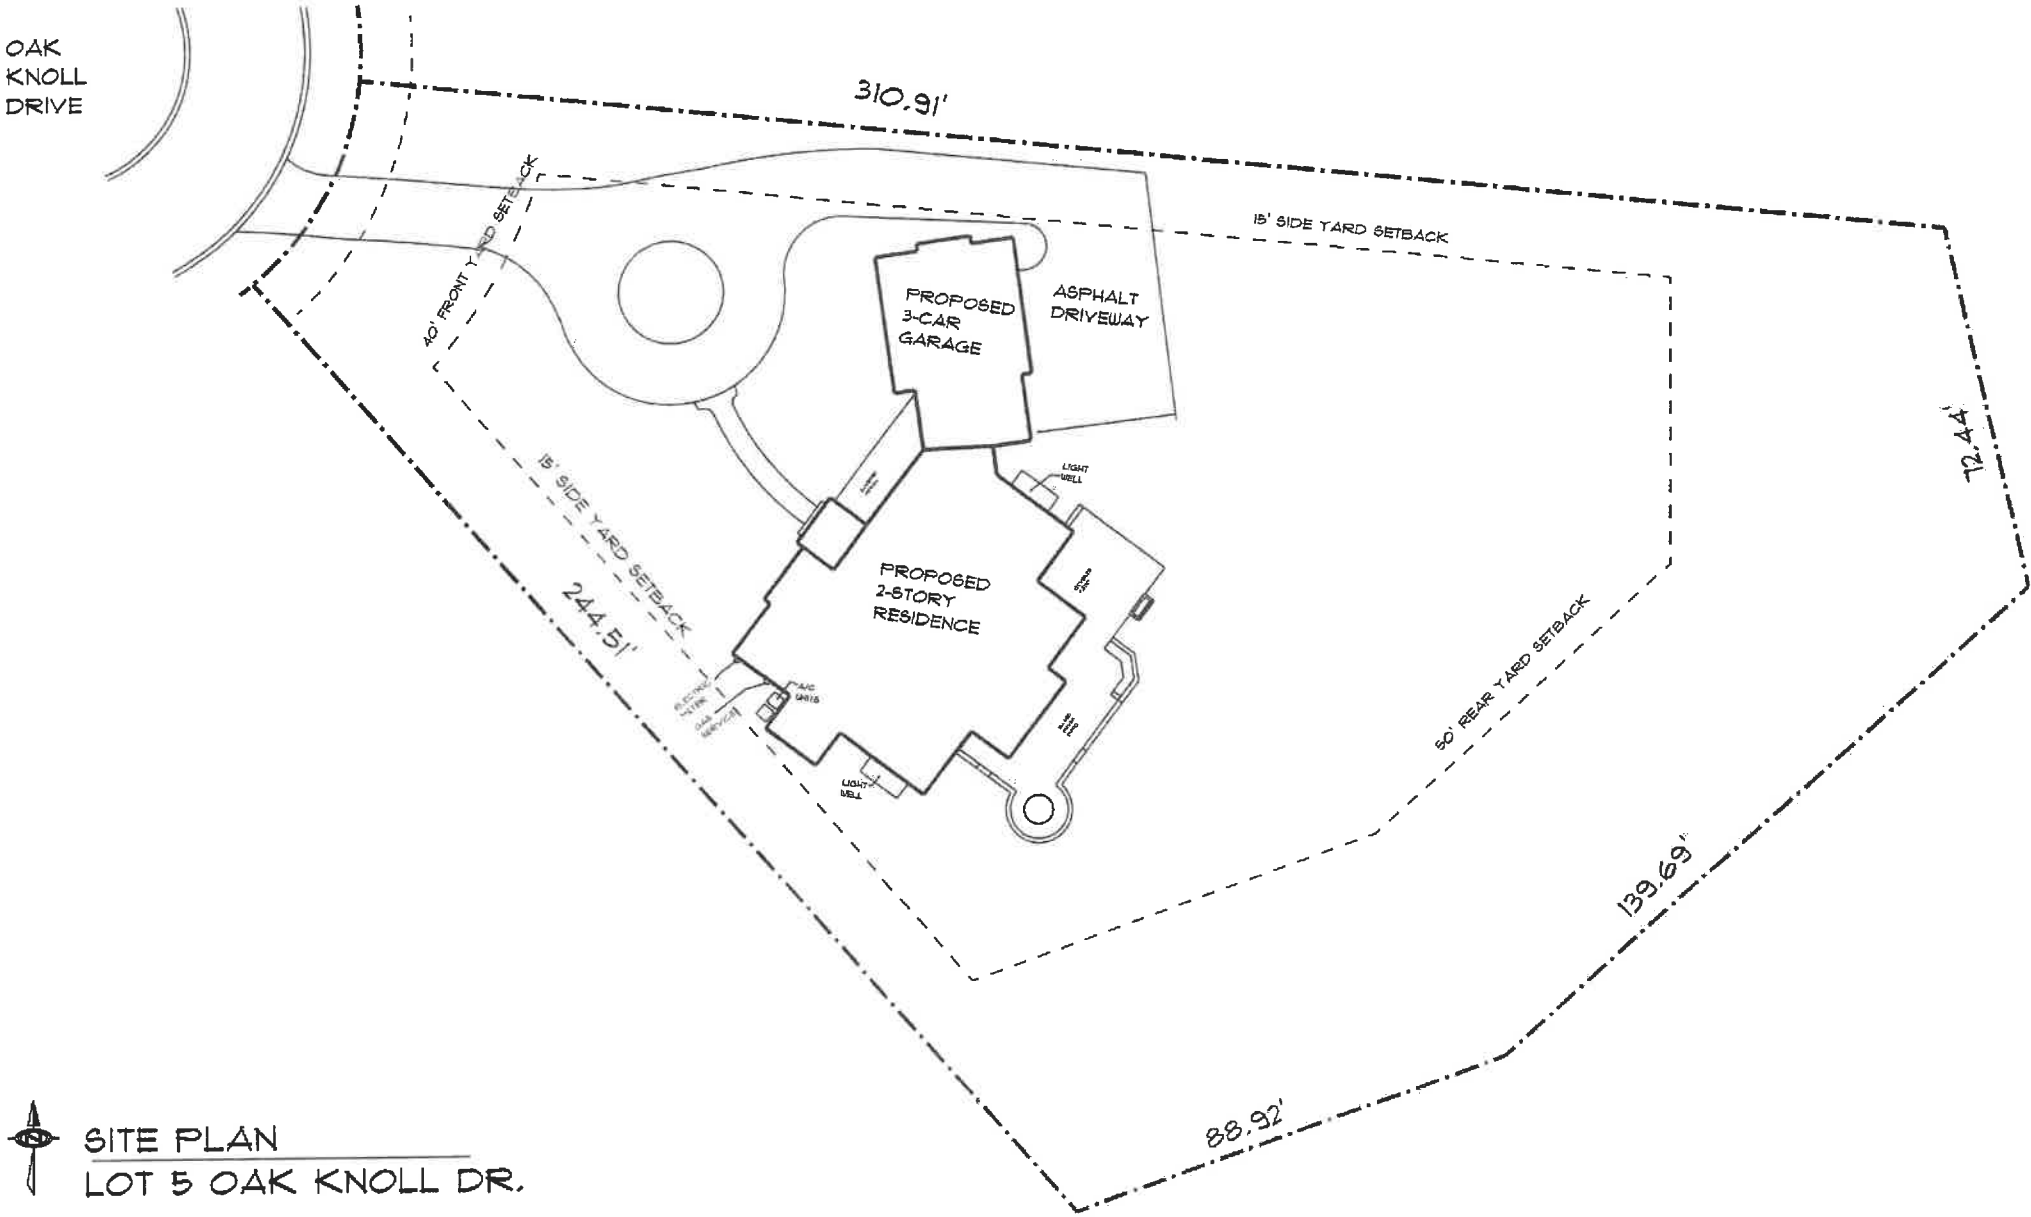 OAK
KNOLL
DRIVE
310.91'
40' FRONT YARD SETBACK
15' SIDE YARD SETBACK
PROPOSED
3-CAR
GARAGE
ASPHALT
DRIVEWAY
72.44'
15' SIDE YARD SETBACK
LIGHT
WELL
PROPOSED
2-STORY
RESIDENCE
244.51'
50' REAR YARD SETBACK
ELECTRIC
METER
GAS
SERVICE
A/C
UNITS
LIGHT
WELL
139.69'
88.92'
N
SITE PLAN
LOT 5 OAK KNOLL DR.